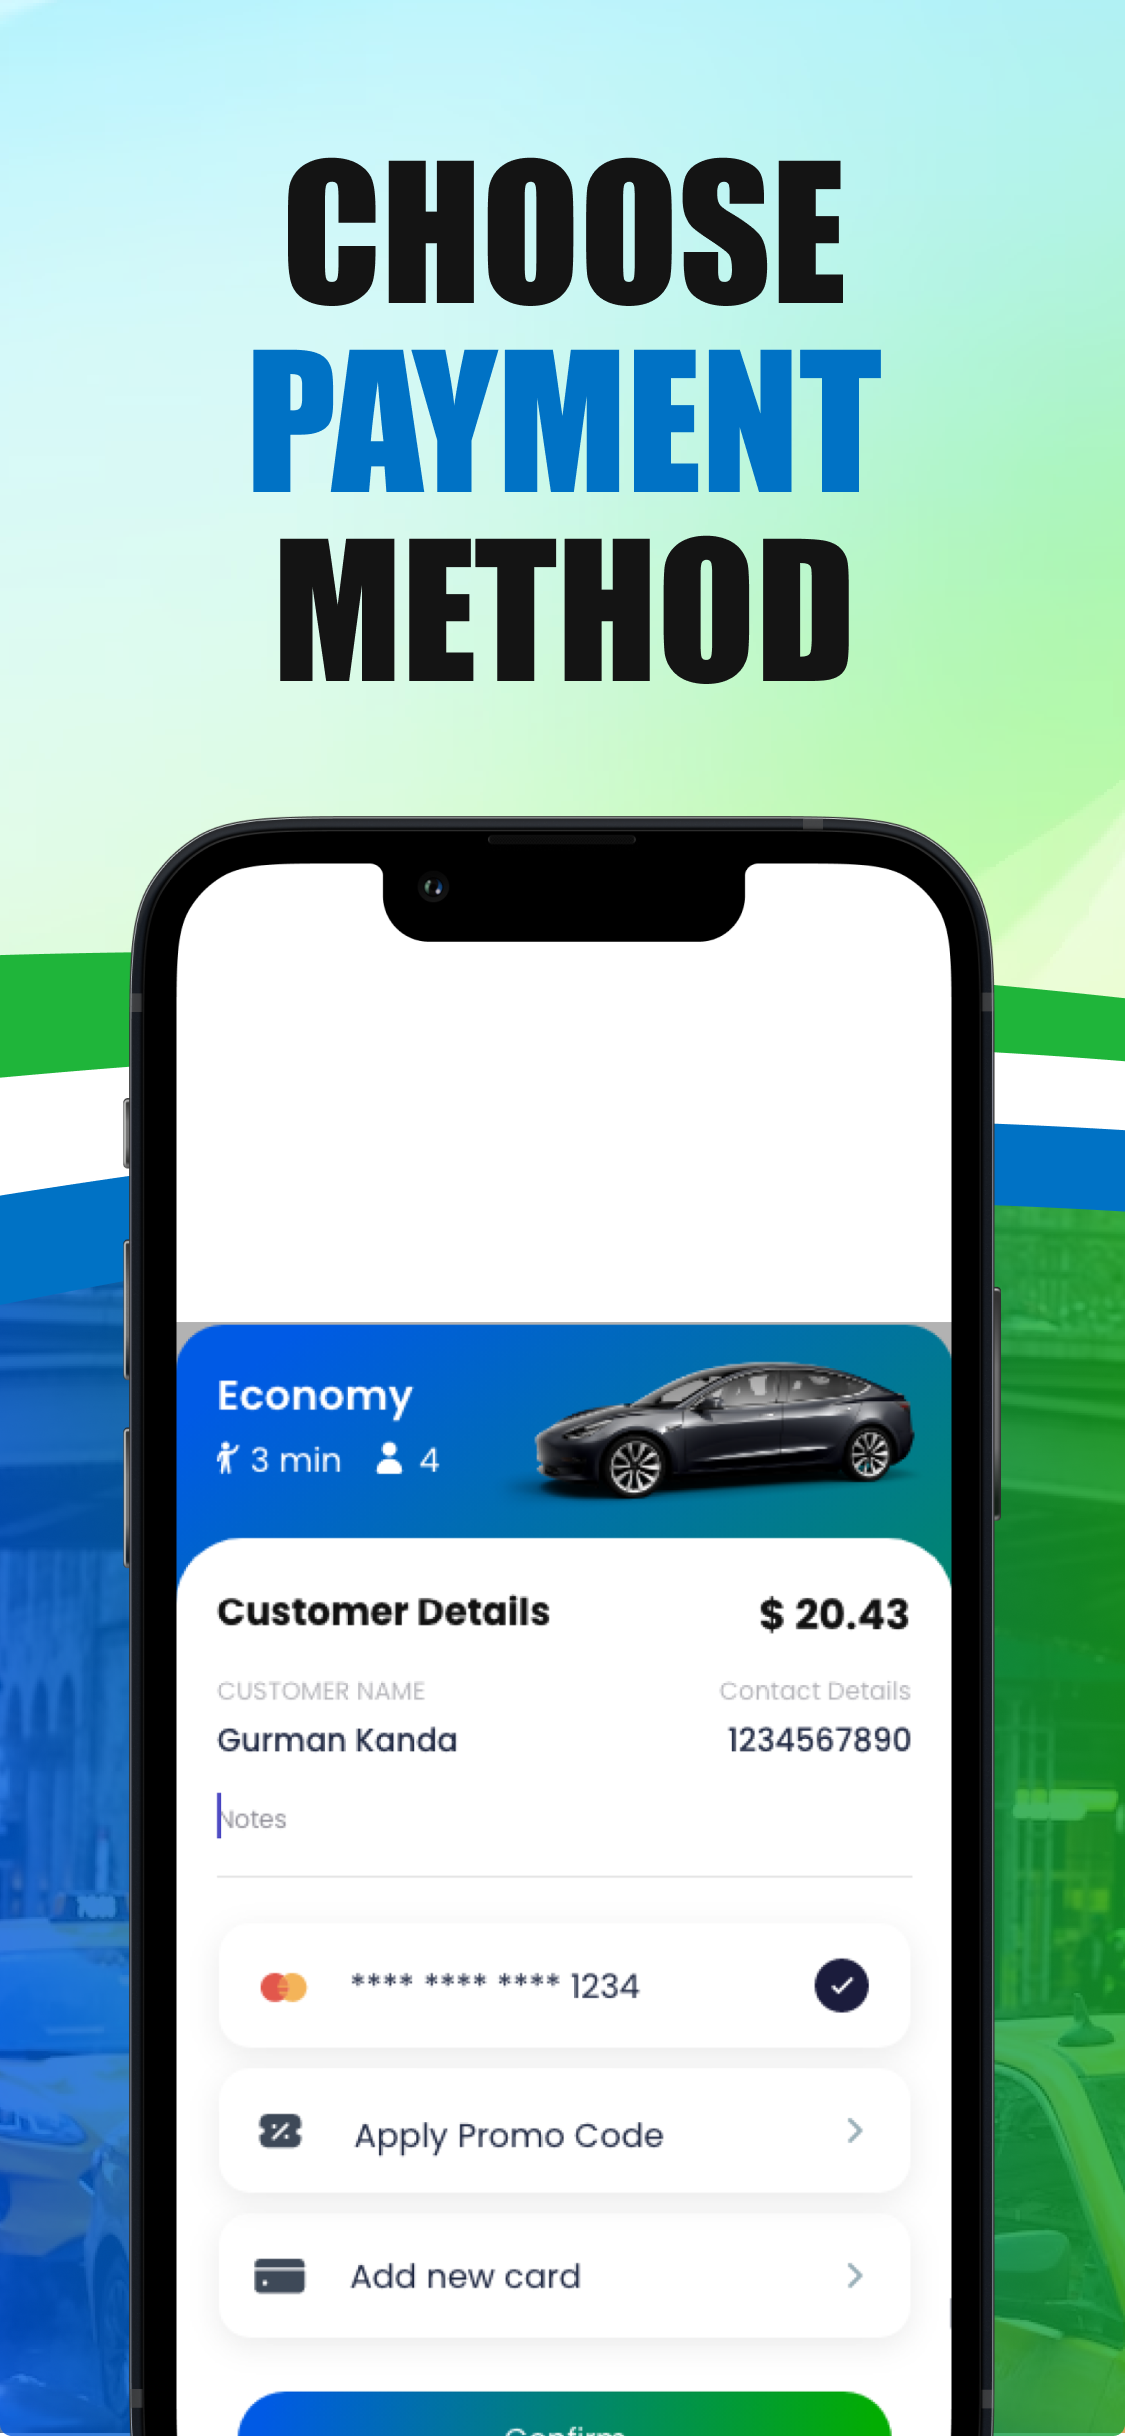 CHOOSE
PAYMENT
METHOD
Economy
3 min 4
Customer Details $ 20.43
CUSTOMER NAME Contact Details
Gurman Kanda 1234567890
Notes
**** **** **** 1234
Apply Promo Code
Add new card
Confirm